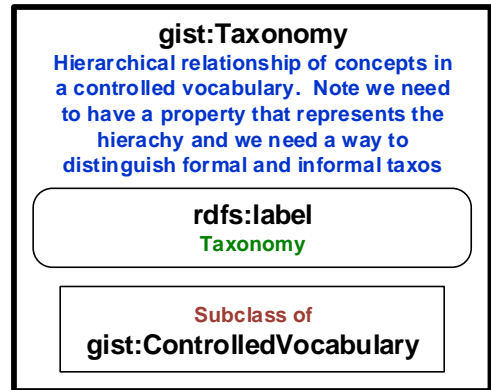 gist:Taxonomy
Hierarchical relationship of concepts in
a controlled vocabulary.  Note we need
to have a property that represents the
hierachy and we need a way to
distinguish formal and informal taxos
rdfs:label
Taxonomy
Subclass of
gist:ControlledVocabulary